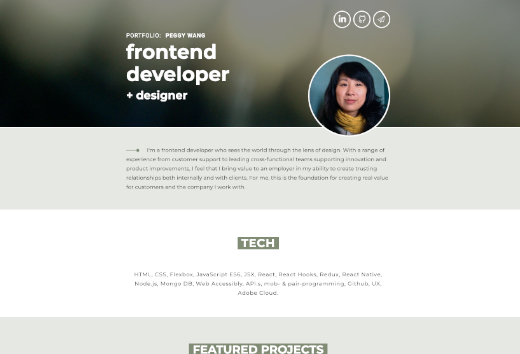 in
PORTFOLIO: PEGGY WANG
frontend
developer
+ designer
I'm a frontend developer who sees the world through the lens of design. With a range of
experience from customer support to leading cross-functional teams supporting innovation and
product improvements, I feel that I bring value to an employer in my ability to create trusting
relationships both internally and with clients. For me, this is the foundation for creating real value
for customers and the company I work with.
TECH
HTML, CSS, Flexbox, JavaScript ES6, JSX, React, React Hooks, Redux, React Native,
Node.js, Mongo DB, Web Accessibly, API:s, mob- & pair-programming, Github, UX,
Adobe Cloud.
FEATURED PROJECTS